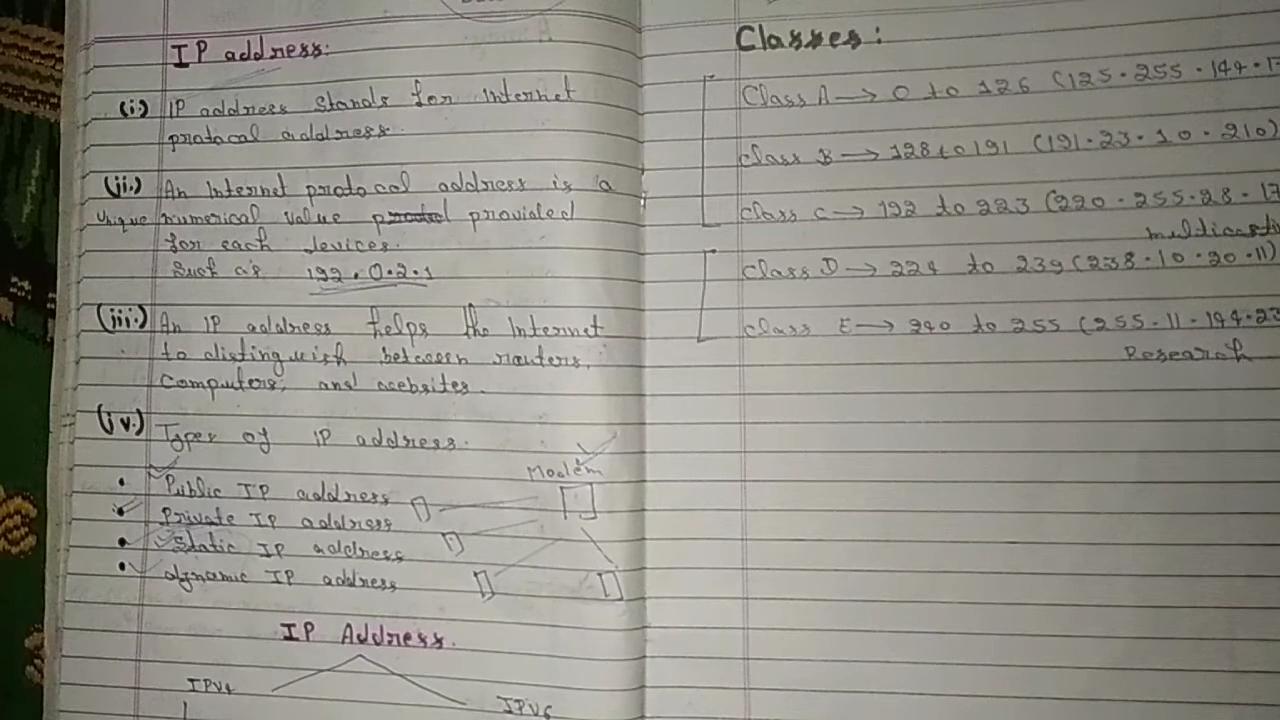 IP address:
(i) IP address stands for Internet
protocal address.
(ii.) An Internet protocal address is a
unique numerical value provided
for each devices.
Such as 192.0.2.1
(iii.) An IP address helps the Internet
to distinguish between routers,
computers, and websites.
(iv.) Types of IP address.
Modem
• Public IP address
• Private IP address
• Static IP address
• dynamic IP address
IP Address.
IPV4
IPV6
Classes:
Class A → 0 to 126 (125.255.144.1
class B → 128 to 191 (191.23.10.210)
class C → 192 to 223 (220.255.28.1
multicast
class D → 224 to 239 (238.10.20.11)
class E → 240 to 255 (255.11.144.2
Research